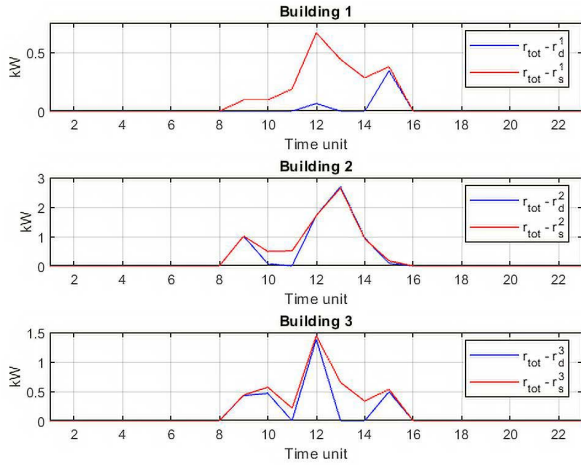 Building 1
0.5
0
kW
r_tot - r_d^1
r_tot - r_s^1
2 4 6 8 10 12 14 16 18 20 22
Time unit
Building 2
3
2
1
0
kW
r_tot - r_d^2
r_tot - r_s^2
2 4 6 8 10 12 14 16 18 20 22
Time unit
Building 3
1.5
1
0.5
0
kW
r_tot - r_d^3
r_tot - r_s^3
2 4 6 8 10 12 14 16 18 20 22
Time unit